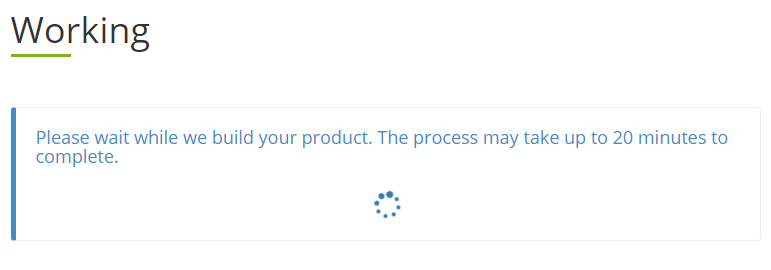 Working
Please wait while we build your product. The process may take up to 20 minutes to
complete.